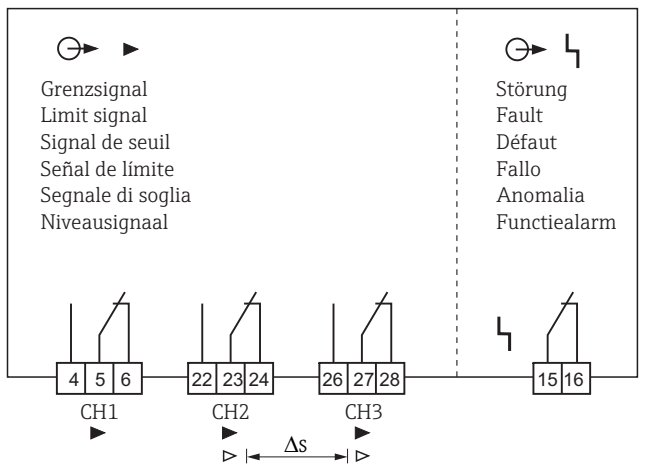 Grenzsignal
Limit signal
Signal de seuil
Señal de límite
Segnale di soglia
Niveausignaal
Störung
Fault
Défaut
Fallo
Anomalia
Functiealarm
4 5 6
22 23 24
26 27 28
15 16
CH1
CH2
CH3
Δs